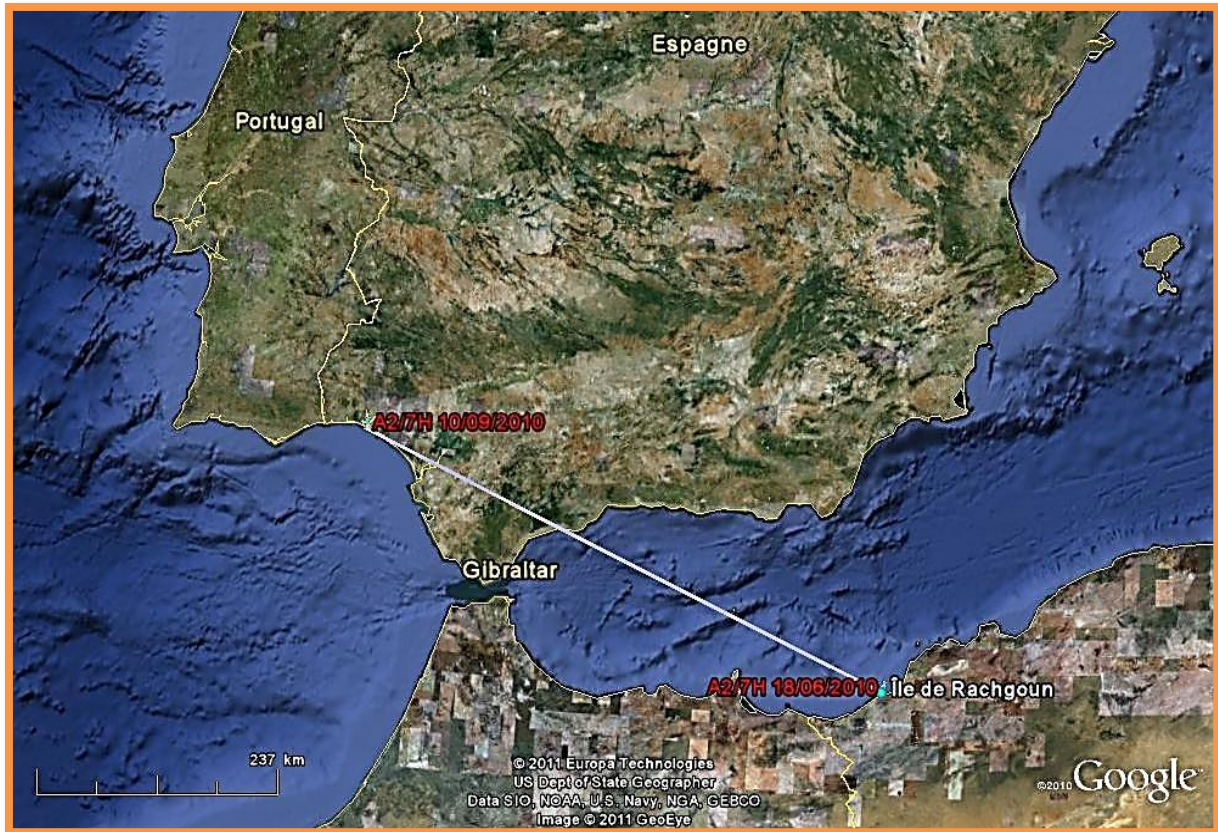 Espagne
Portugal
A2/7H 10/09/2010
Gibraltar
A2/7H 18/06/2010
Île de Rachgoun
237 km
© 2011 Europa Technologies
US Dept of State Geographer
Data SIO, NOAA, U.S. Navy, NGA, GEBCO
Image © 2011 GeoEye
©2010 Google